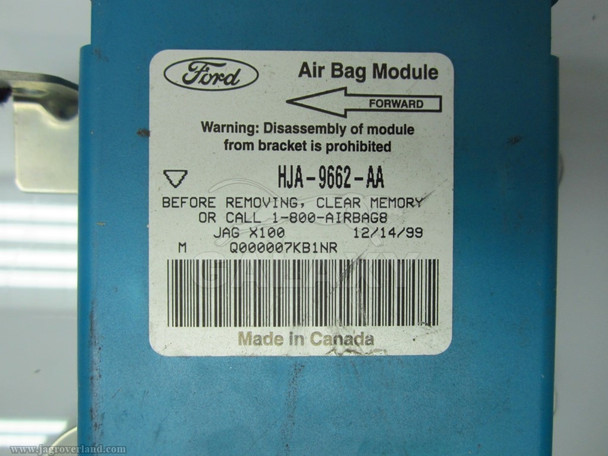 Ford
Air Bag Module
FORWARD
Warning: Disassembly of module
from bracket is prohibited
HJA-9662-AA
BEFORE REMOVING, CLEAR MEMORY
OR CALL 1-800-AIRBAG8
JAG X100 12/14/99
M Q000007KB1NR
GALAXY
Made in Canada
www.jagroverland.com